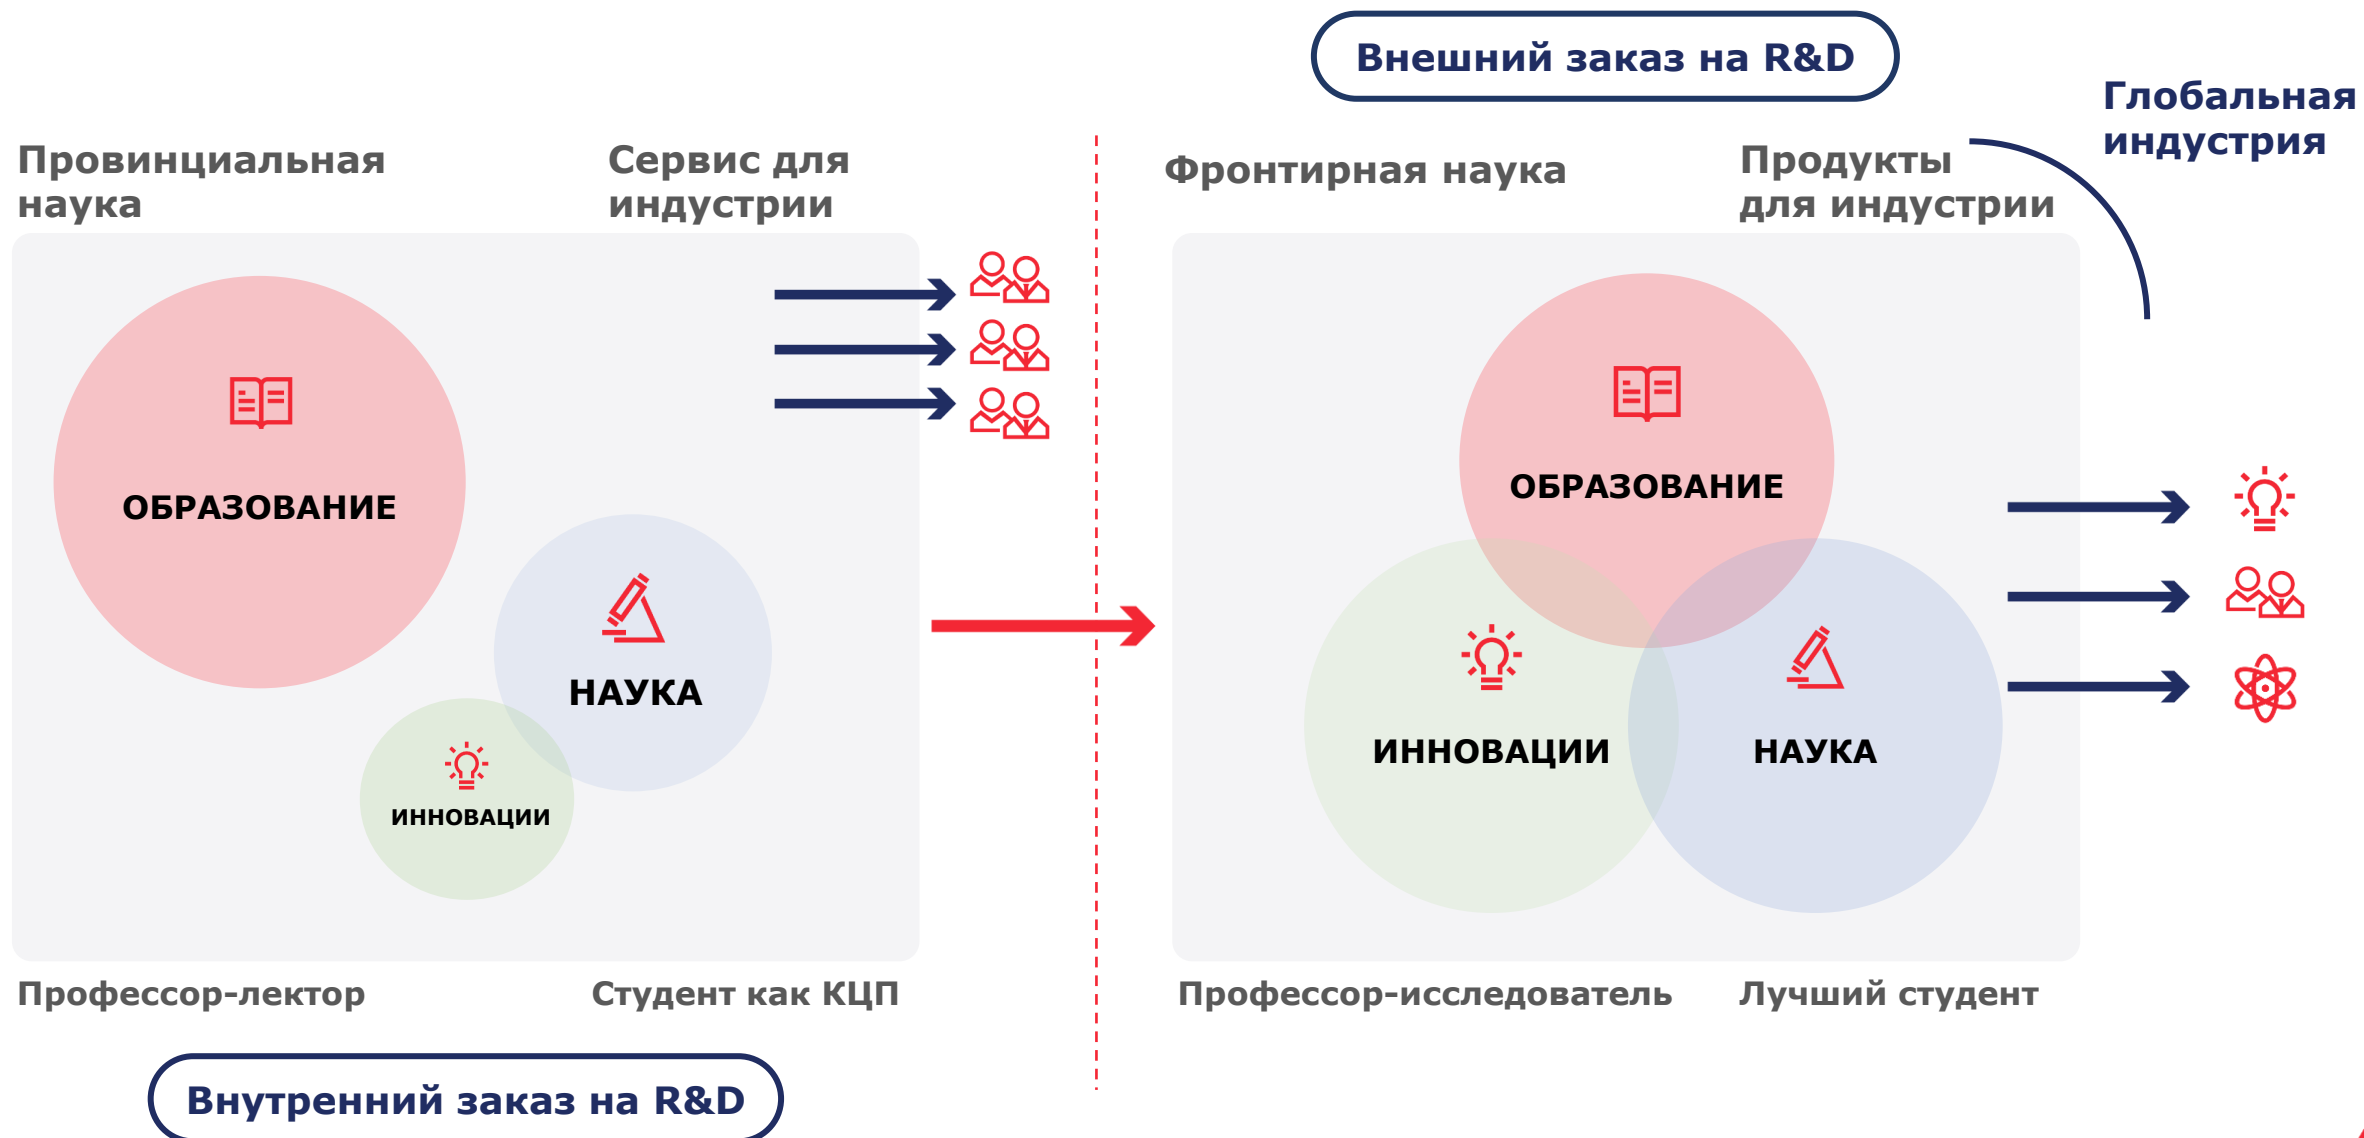 Внешний заказ на R&D
Глобальная
индустрия
Провинциальная
наука
Сервис для
индустрии
Фронтирная наука
Продукты
для индустрии
ОБРАЗОВАНИЕ
НАУКА
ИННОВАЦИИ
ОБРАЗОВАНИЕ
ИННОВАЦИИ
НАУКА
Профессор-лектор
Студент как КЦП
Профессор-исследователь
Лучший студент
Внутренний заказ на R&D